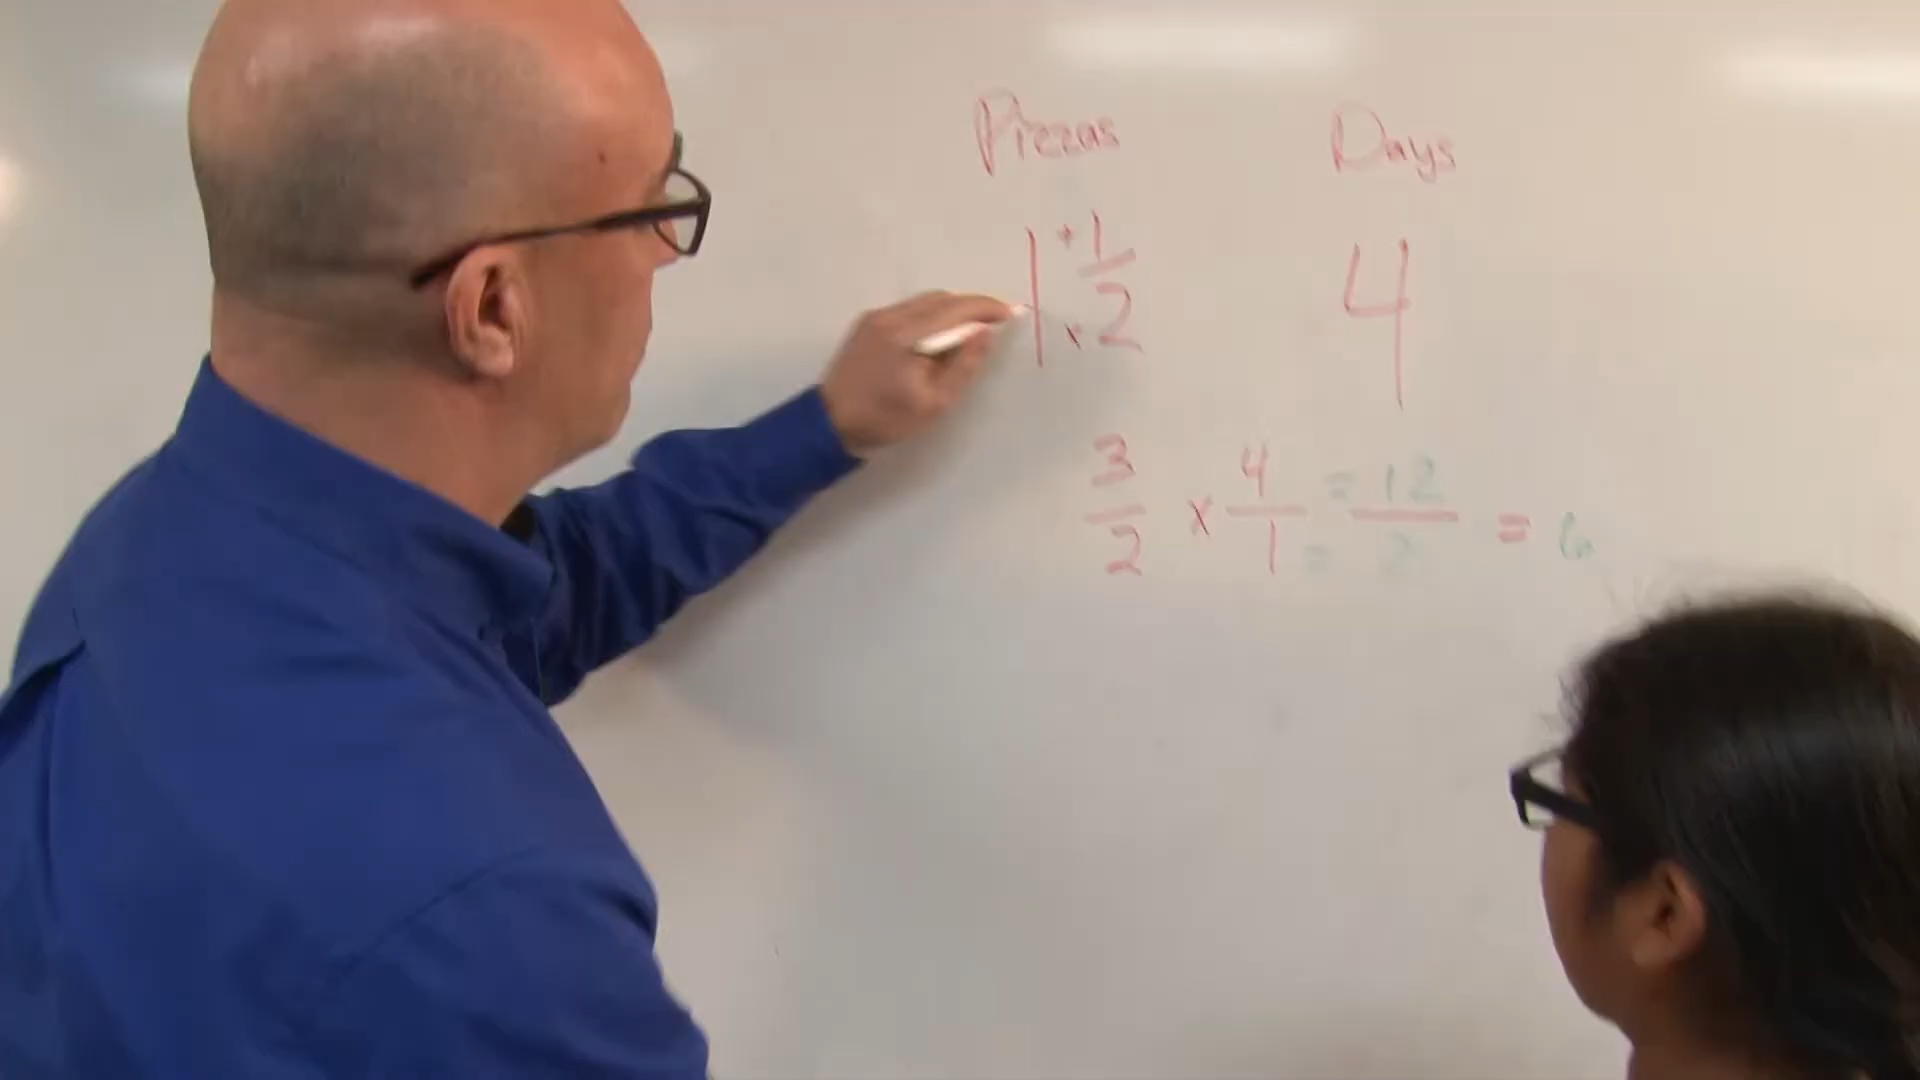 Pizzas Days
1 + 1/2 4
×
3/2 × 4/1 = 12/2 = 6